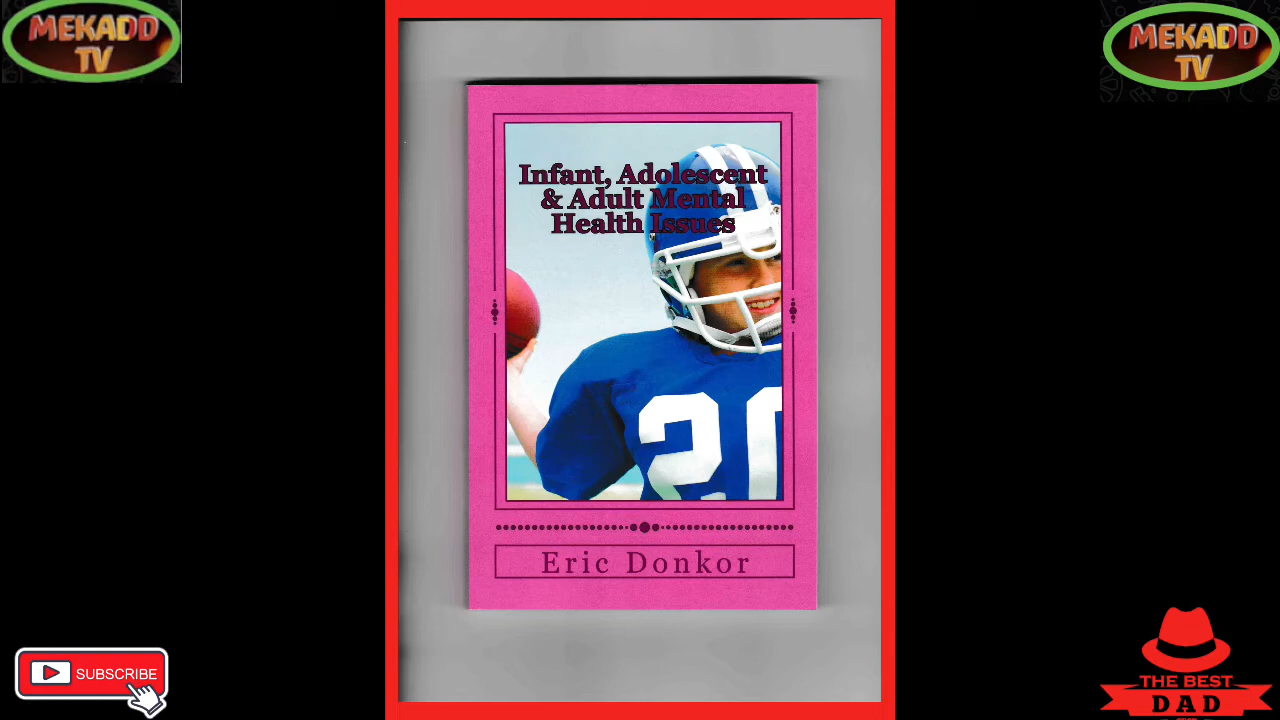 MEKADD
TV
MEKADD
TV
Infant, Adolescent
& Adult Mental
Health Issues
20
Eric Donkor
SUBSCRIBE
THE BEST
DAD